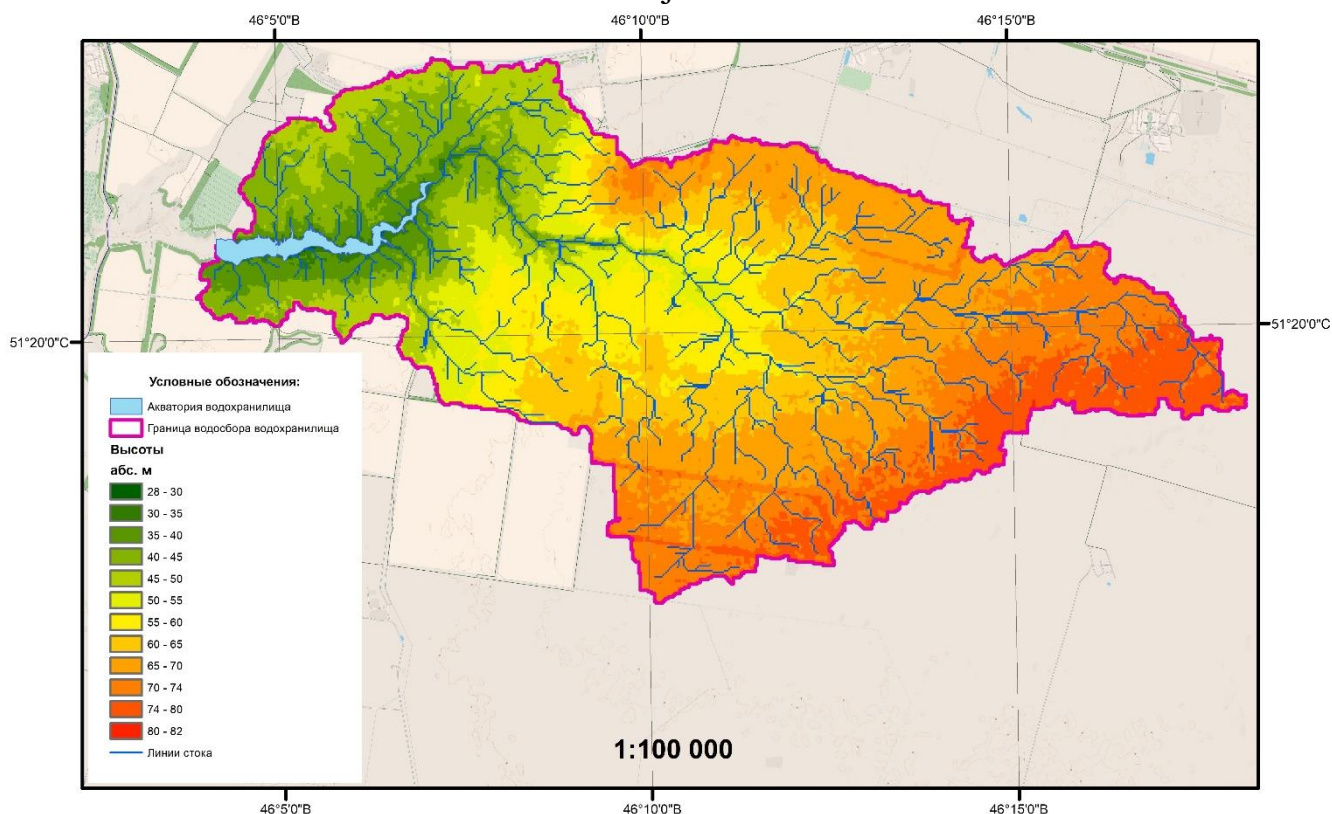 j
46°5'0"В 46°10'0"В 46°15'0"В
51°20'0"С 51°20'0"С
Условные обозначения:
Акватория водохранилища
Граница водосбора водохранилища
Высоты
абс. м
28 - 30
30 - 35
35 - 40
40 - 45
45 - 50
50 - 55
55 - 60
60 - 65
65 - 70
70 - 74
74 - 80
80 - 82
Линии стока
1:100 000
46°5'0"В 46°10'0"В 46°15'0"В